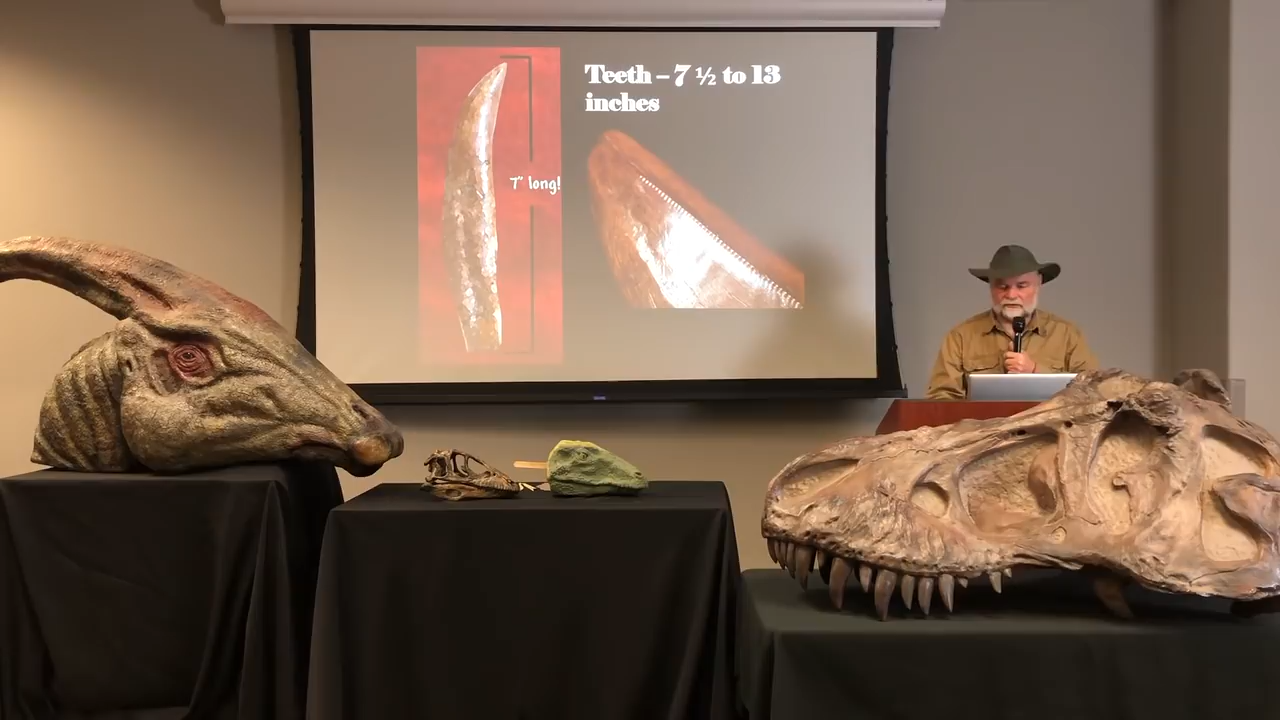 Teeth – 7 ½ to 13
inches
7" long!